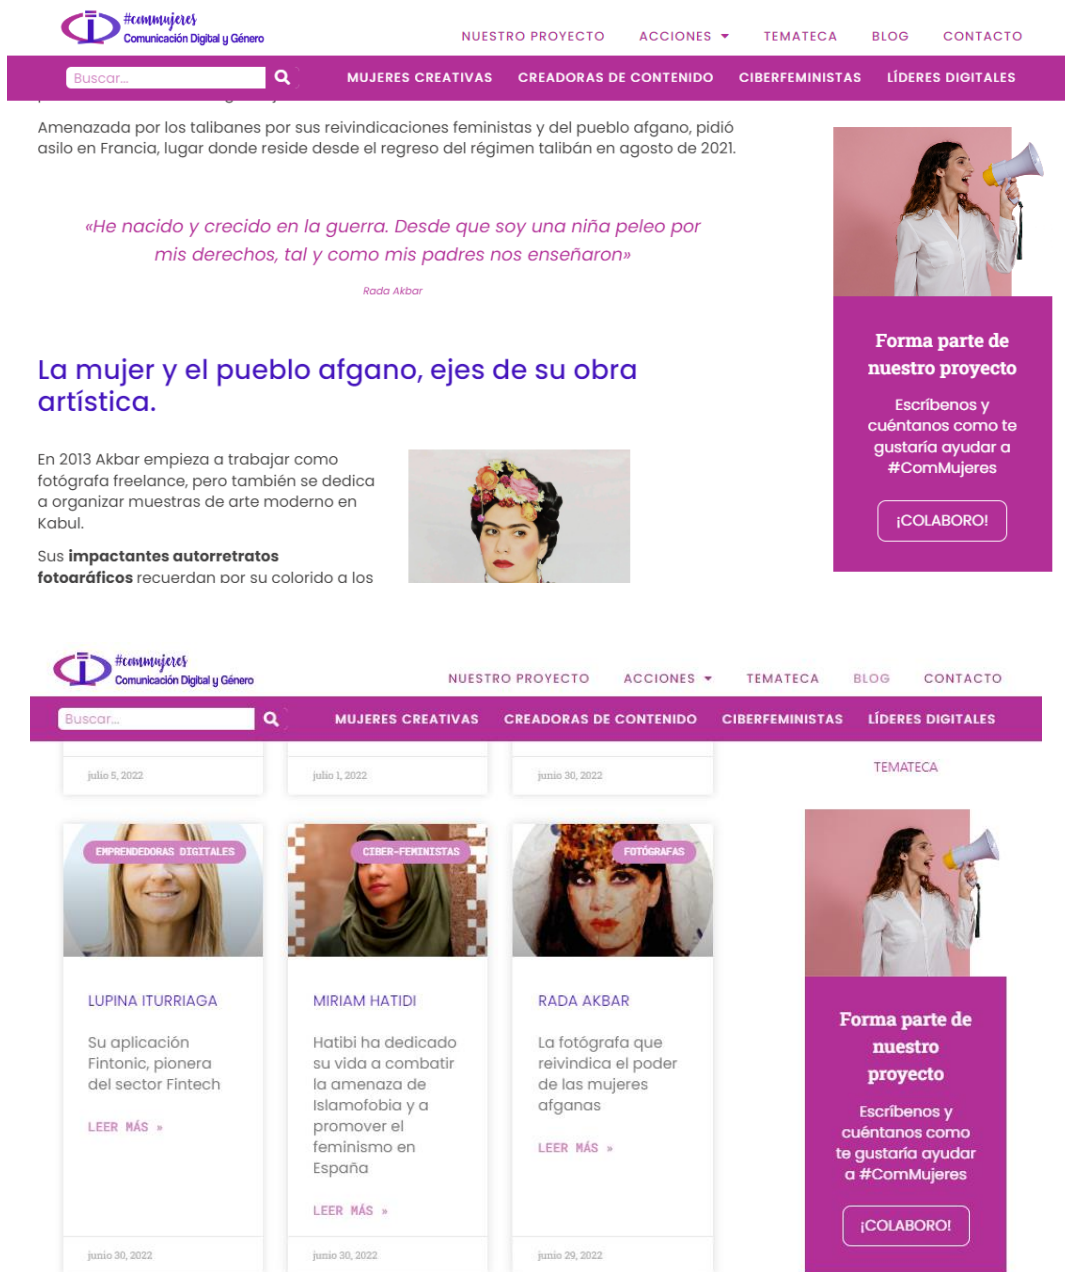 #commujeres
Comunicación Digital y Género
NUESTRO PROYECTO ACCIONES TEMATECA BLOG CONTACTO
Buscar...
MUJERES CREATIVAS CREADORAS DE CONTENIDO CIBERFEMINISTAS LÍDERES DIGITALES
Amenazada por los talibanes por sus reivindicaciones feministas y del pueblo afgano, pidió
asilo en Francia, lugar donde reside desde el regreso del régimen talibán en agosto de 2021.
«He nacido y crecido en la guerra. Desde que soy una niña peleo por
mis derechos, tal y como mis padres nos enseñaron»
Rada Akbar
La mujer y el pueblo afgano, ejes de su obra
artística.
En 2013 Akbar empieza a trabajar como
fotógrafa freelance, pero también se dedica
a organizar muestras de arte moderno en
Kabul.
Sus impactantes autorretratos
fotográficos recuerdan por su colorido a los
Forma parte de
nuestro proyecto
Escríbenos y
cuéntanos como te
gustaría ayudar a
#ComMujeres
¡COLABORO!
#commujeres
Comunicación Digital y Género
NUESTRO PROYECTO ACCIONES TEMATECA BLOG CONTACTO
Buscar...
MUJERES CREATIVAS CREADORAS DE CONTENIDO CIBERFEMINISTAS LÍDERES DIGITALES
julio 5, 2022
julio 1, 2022
junio 30, 2022
TEMATECA
EMPRENDEDORAS DIGITALES
LUPINA ITURRIAGA
Su aplicación
Fintonic, pionera
del sector Fintech
LEER MÁS »
junio 30, 2022
CIBER-FEMINISTAS
MIRIAM HATIDI
Hatibi ha dedicado
su vida a combatir
la amenaza de
Islamofobia y a
promover el
feminismo en
España
LEER MÁS »
junio 30, 2022
FOTÓGRAFAS
RADA AKBAR
La fotógrafa que
reivindica el poder
de las mujeres
afganas
LEER MÁS »
junio 29, 2022
Forma parte de
nuestro
proyecto
Escríbenos y
cuéntanos como
te gustaría ayudar
a #ComMujeres
¡COLABORO!